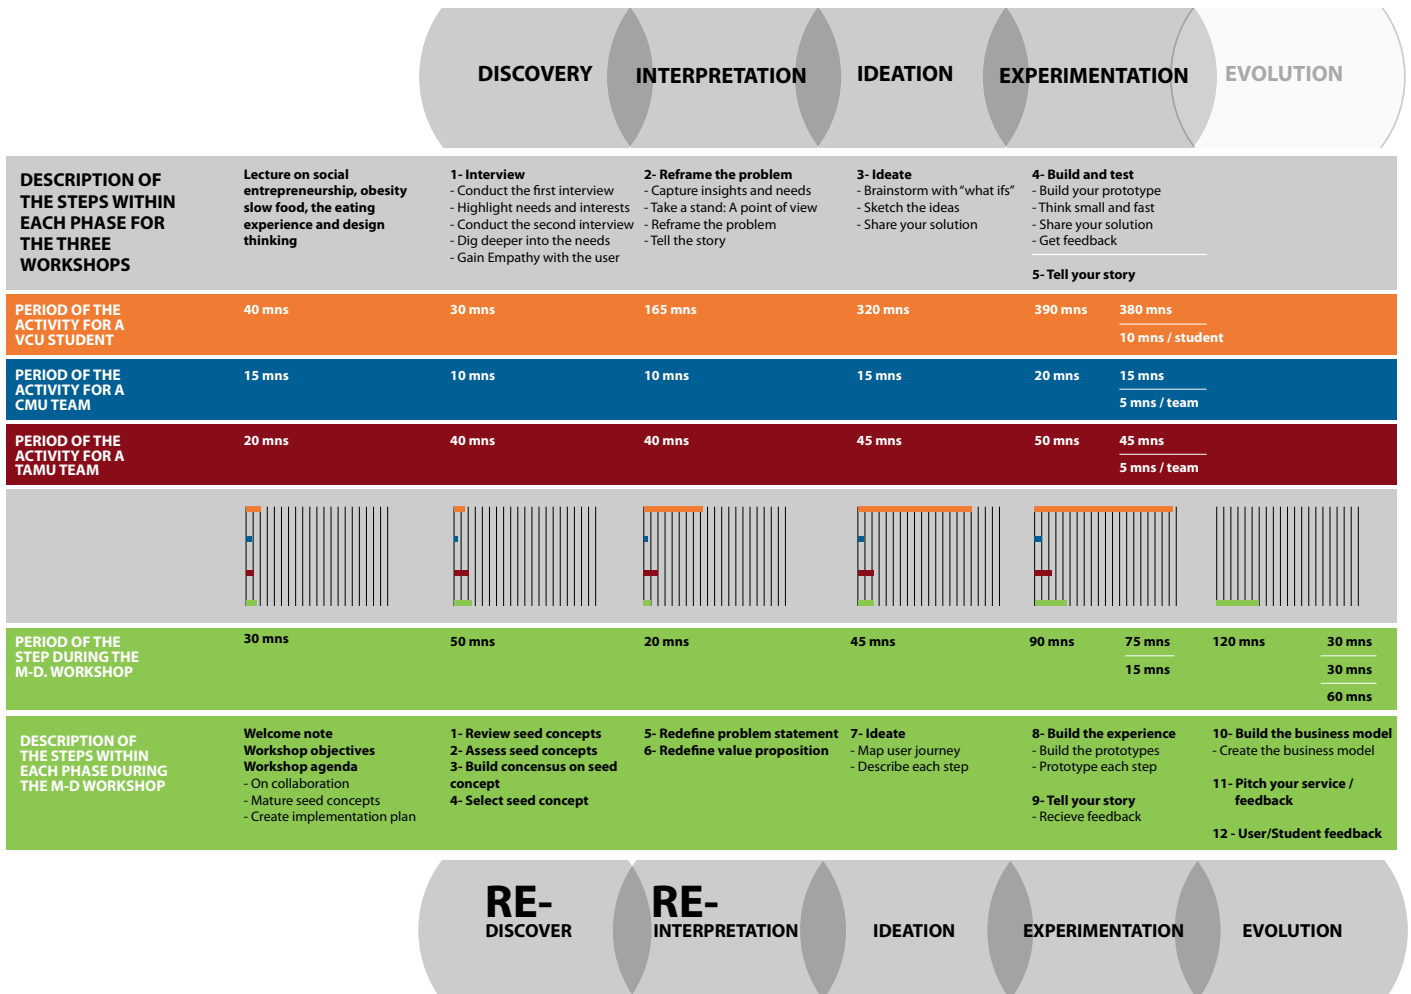 DISCOVERY
INTERPRETATION
IDEATION
EXPERIMENTATION
EVOLUTION
DESCRIPTION OF
THE STEPS WITHIN
EACH PHASE FOR
THE THREE
WORKSHOPS
Lecture on social
entrepreneurship, obesity
slow food, the eating
experience and design
thinking
1- Interview
- Conduct the first interview
- Highlight needs and interests
- Conduct the second interview
- Dig deeper into the needs
- Gain Empathy with the user
2- Reframe the problem
- Capture insights and needs
- Take a stand: A point of view
- Reframe the problem
- Tell the story
3- Ideate
- Brainstorm with “what ifs”
- Sketch the ideas
- Share your solution
4- Build and test
- Build your prototype
- Think small and fast
- Share your solution
- Get feedback
5- Tell your story
PERIOD OF THE
ACTIVITY FOR A
VCU STUDENT
40 mns
30 mns
165 mns
320 mns
390 mns
380 mns
10 mns / student
PERIOD OF THE
ACTIVITY FOR A
CMU TEAM
15 mns
10 mns
10 mns
15 mns
20 mns
15 mns
5 mns / team
PERIOD OF THE
ACTIVITY FOR A
TAMU TEAM
20 mns
40 mns
40 mns
45 mns
50 mns
45 mns
5 mns / team
PERIOD OF THE
STEP DURING THE
M-D. WORKSHOP
30 mns
50 mns
20 mns
45 mns
90 mns
75 mns
15 mns
120 mns
30 mns
30 mns
60 mns
DESCRIPTION OF
THE STEPS WITHIN
EACH PHASE DURING
THE M-D WORKSHOP
Welcome note
Workshop objectives
Workshop agenda
- On collaboration
- Mature seed concepts
- Create implementation plan
1- Review seed concepts
2- Assess seed concepts
3- Build concensus on seed
concept
4- Select seed concept
5- Redefine problem statement
6- Redefine value proposition
7- Ideate
- Map user journey
- Describe each step
8- Build the experience
- Build the prototypes
- Prototype each step
9- Tell your story
- Recieve feedback
10- Build the business model
- Create the business model
11- Pitch your service /
feedback
12 - User/Student feedback
RE-
DISCOVER
RE-
INTERPRETATION
IDEATION
EXPERIMENTATION
EVOLUTION